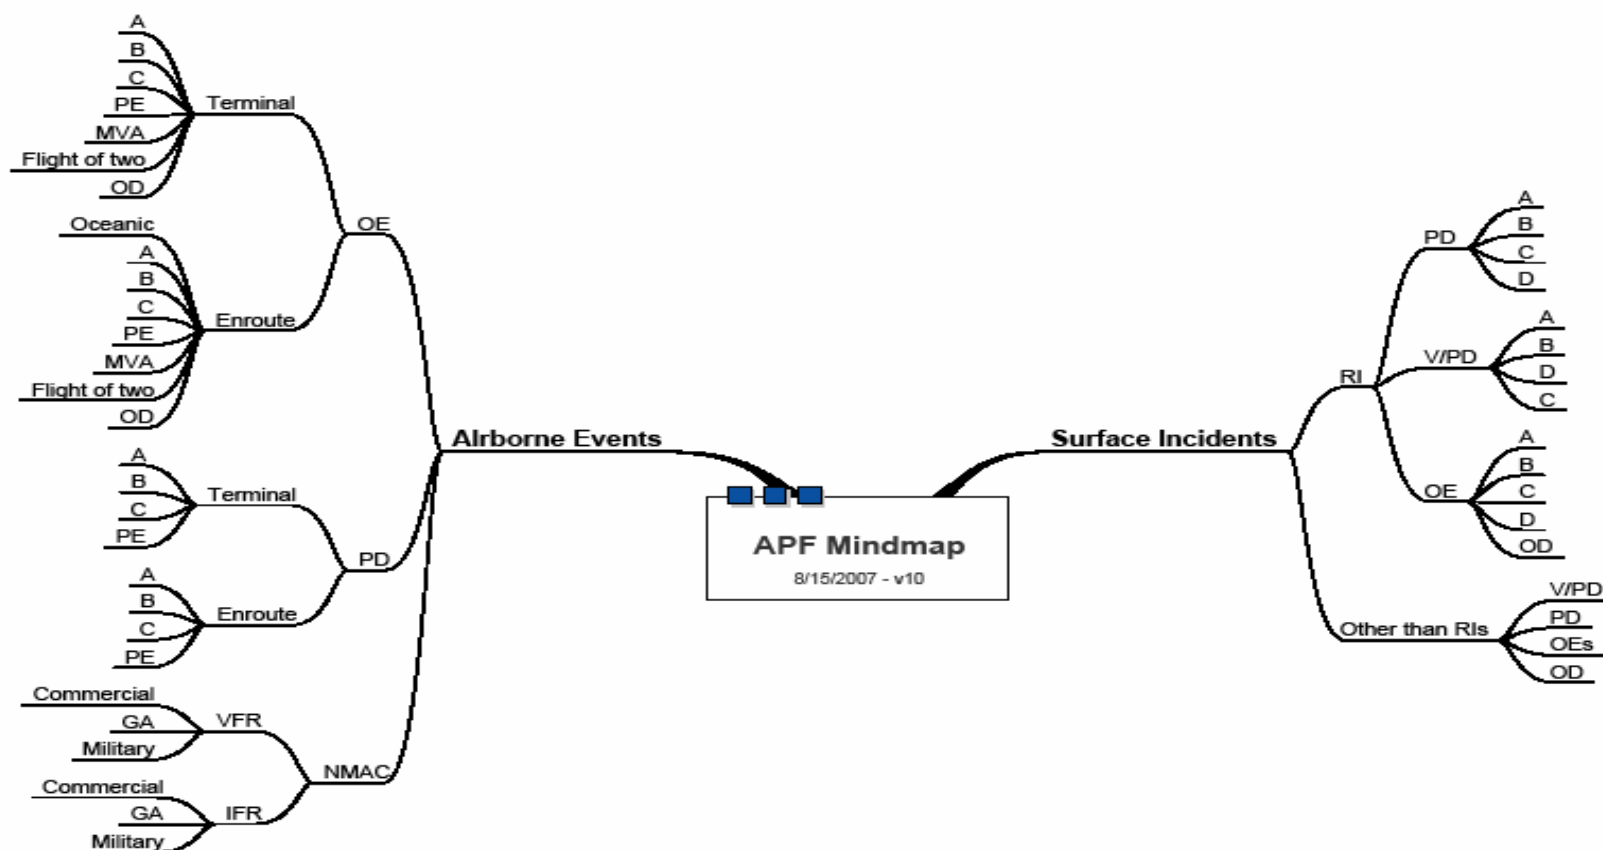 A
B
C
PE
MVA
Flight of two
OD
Terminal
Oceanic
A
B
C
PE
MVA
Flight of two
OD
Enroute
OE
A
B
C
PE
Terminal
A
B
C
PE
Enroute
PD
Commercial
GA
Military
VFR
Commercial
GA
Military
IFR
NMAC
AIrborne Events
APF Mindmap
8/15/2007 - v10
Surface Incidents
RI
PD
A
B
C
D
V/PD
A
B
D
C
OE
A
B
C
D
OD
Other than RIs
V/PD
PD
OEs
OD